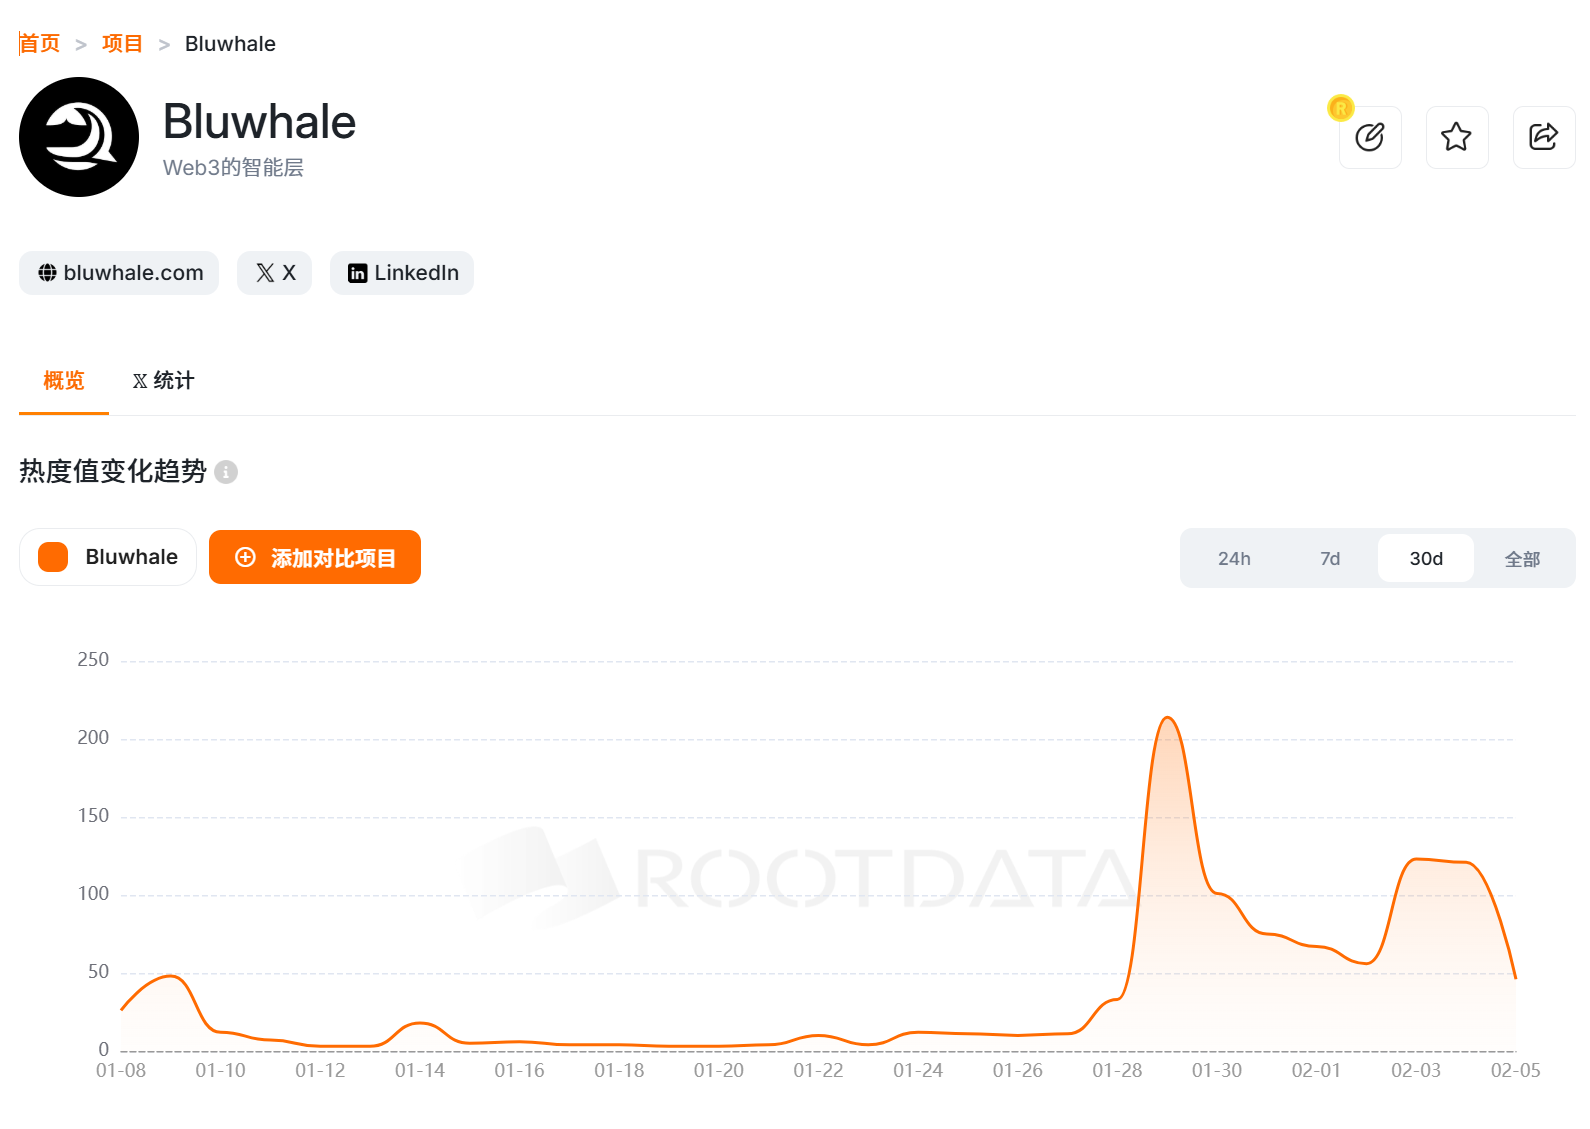 首页 > 项目 > Bluwhale
Bluwhale
Web3的智能层
R
bluwhale.com
X
in LinkedIn
概览
X 统计
热度值变化趋势
Bluwhale
添加对比项目
24h
7d
30d
全部
250
200
150
100
50
0
ROOTDATA
01-08
01-10
01-12
01-14
01-16
01-18
01-20
01-22
01-24
01-26
01-28
01-30
02-01
02-03
02-05